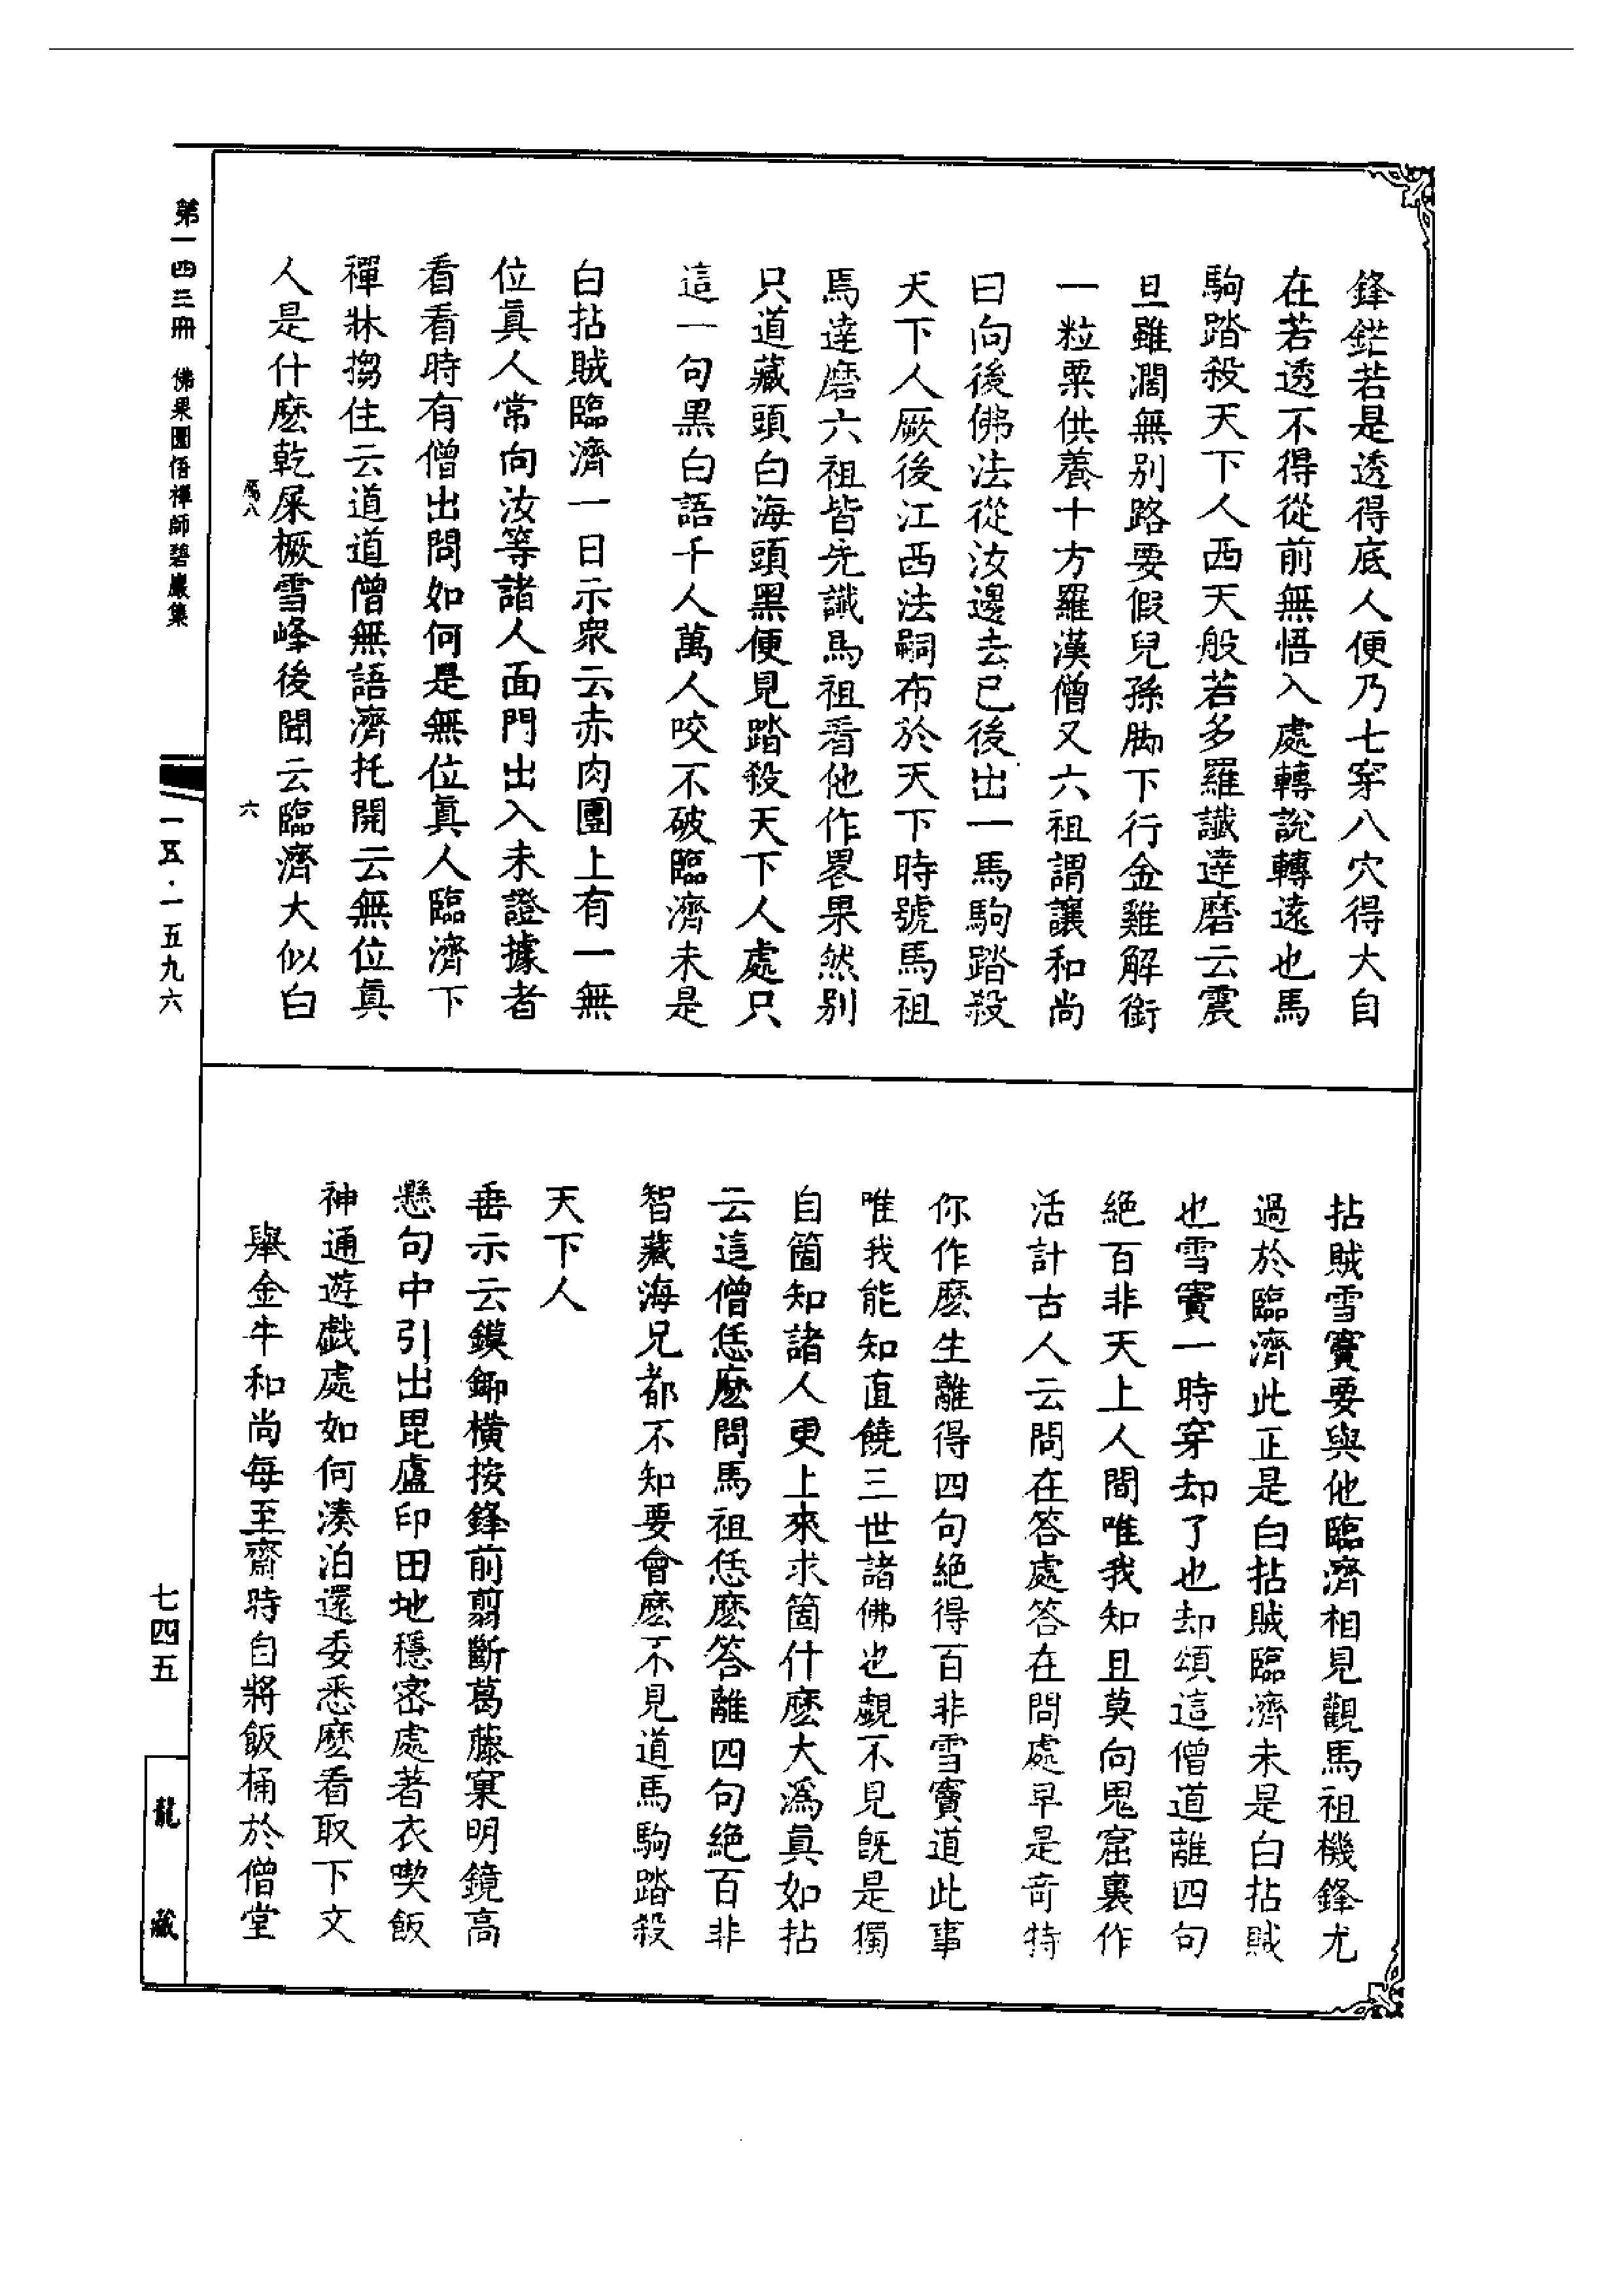 鋒鋩若是透得底人便乃七穿八穴得大自
在若透不得從前無悟入處轉說轉遠也馬
駒踏殺天下人西天般若多羅讖達磨云震
旦雖濶無別路要假兒孫脚下行金雞解銜
一粒粟供養十方羅漢僧又六祖謂讓和尚
曰向後佛法從汝邊去已後出一馬駒踏殺
天下人厥後江西法嗣布於天下時號馬祖
馬達磨六祖皆先讖馬祖看他作畧果然別
只道藏頭白海頭黑便見踏殺天下人處只
這一句黑白語千人萬人咬不破臨濟未是
白拈賊臨濟一日示衆云赤肉團上有一無
位眞人常向汝等諸人面門出入未證據者
看看時有僧出問如何是無位眞人臨濟下
禪牀搊住云道道僧無語濟托開云無位眞
人是什麽乾屎橛雪峰後聞云臨濟大似白
六
第一四三冊 佛果圜悟禪師碧巖集
一五·一五九六
拈賊雪竇要與他臨濟相見觀馬祖機鋒尤
過於臨濟此正是白拈賊臨濟未是白拈賊
也雪竇一時穿却了也却頌這僧道離四句
絕百非天上人間唯我知且莫向鬼窟裏作
活計古人云問在答處答在問處早是奇特
你作麽生離得四句絕得百非雪竇道此事
唯我能知直饒三世諸佛也覷不見旣是獨
自箇知諸人更上來求箇什麽大潙眞如拈
云這僧恁麽問馬祖恁麽答離四句絕百非
智藏海兄都不知要會麽不見道馬駒踏殺
天下人
垂示云鏌鋣橫按鋒前剪斷葛藤窠明鏡高
懸句中引出毘盧印田地穩密處著衣喫飯
神通遊戲處如何湊泊還委悉麽看取下文
舉金牛和尚每至齋時自將飯桶於僧堂
七四五
龍藏